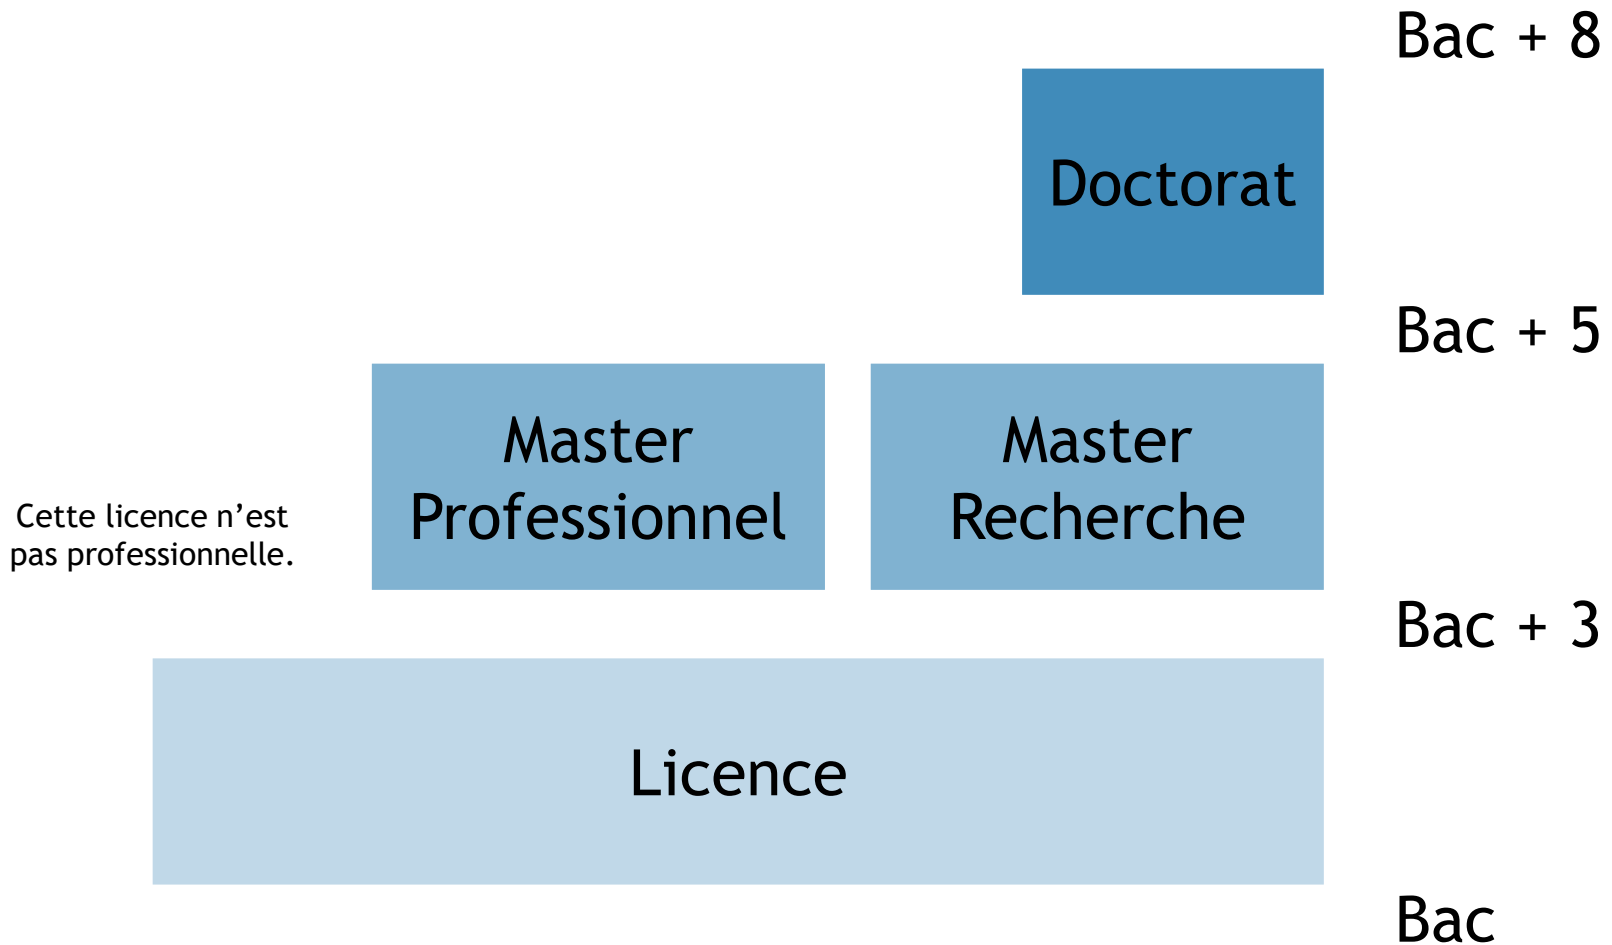 Bac + 8
Doctorat
Bac + 5
Master
Professionnel
Master
Recherche
Cette licence n’est
pas professionnelle.
Bac + 3
Licence
Bac